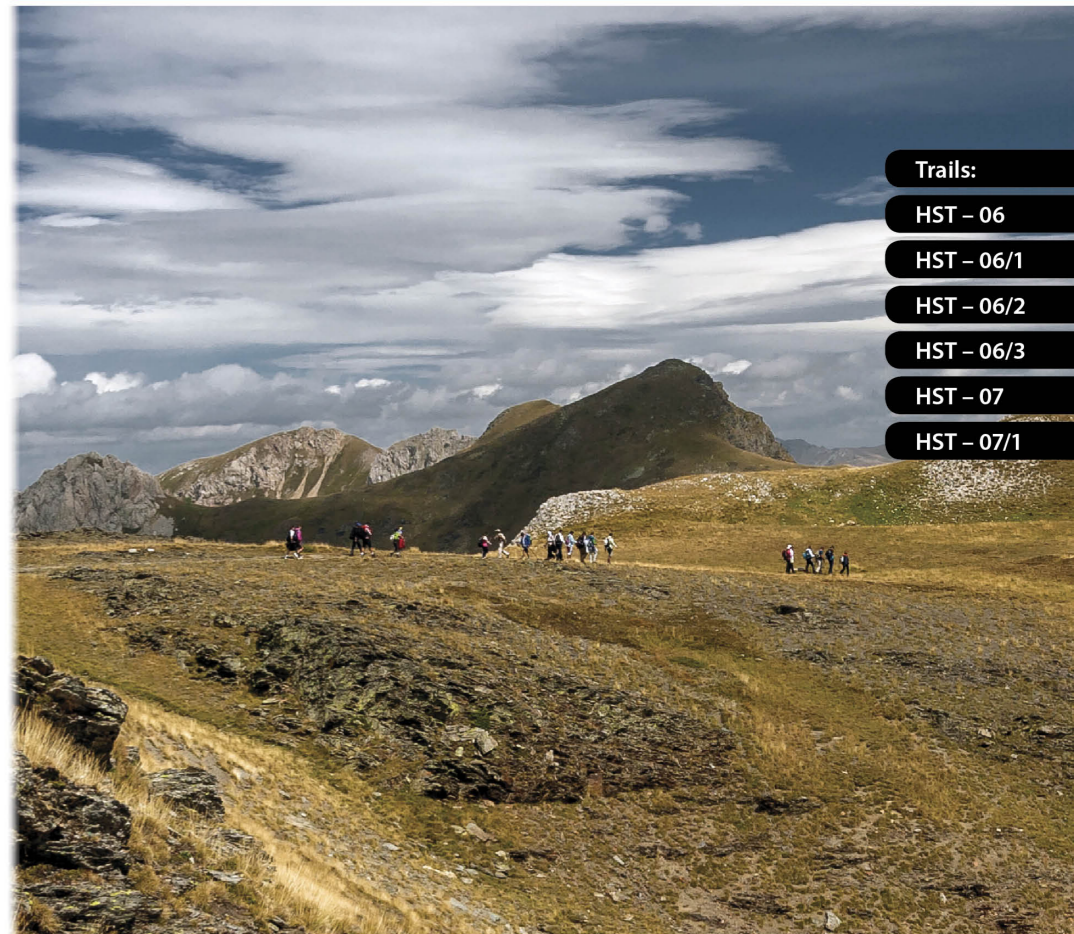 Trails:
HST – 06
HST – 06/1
HST – 06/2
HST – 06/3
HST – 07
HST – 07/1